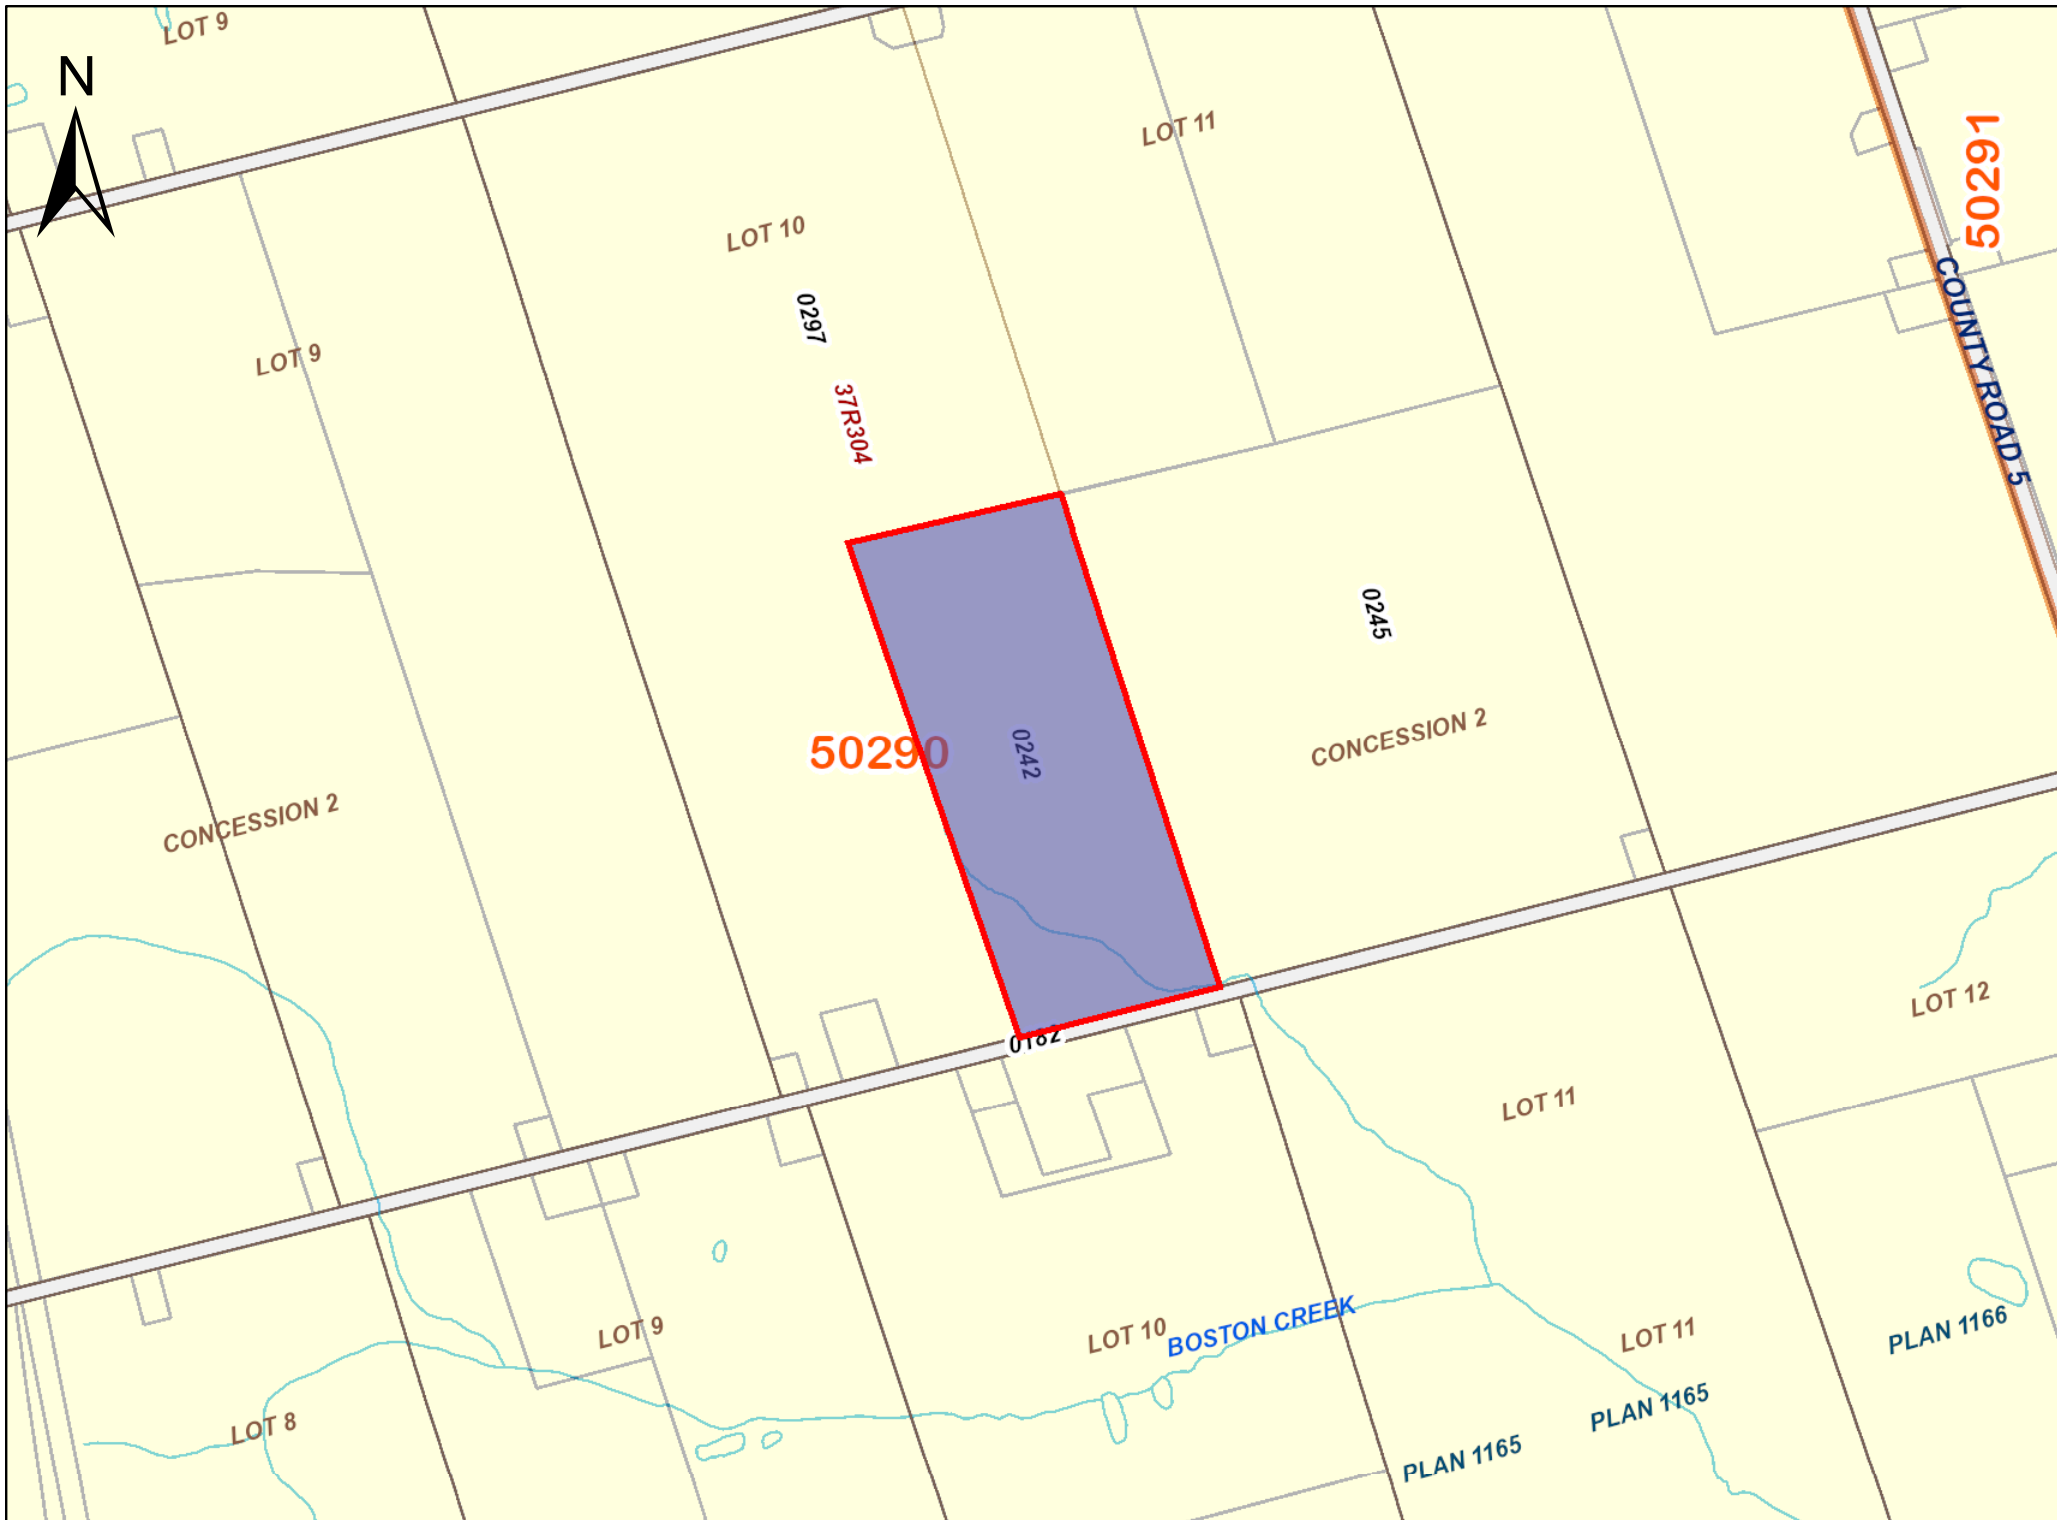 LOT 9
N
LOT 11
50291
LOT 10
0297
LOT 9
COUNTY ROAD 5
37R304
0245
50290
0242
CONCESSION 2
CONCESSION 2
LOT 12
0182
LOT 11
LOT 9
LOT 10
BOSTON CREEK
LOT 11
PLAN 1166
LOT 8
PLAN 1165
PLAN 1165